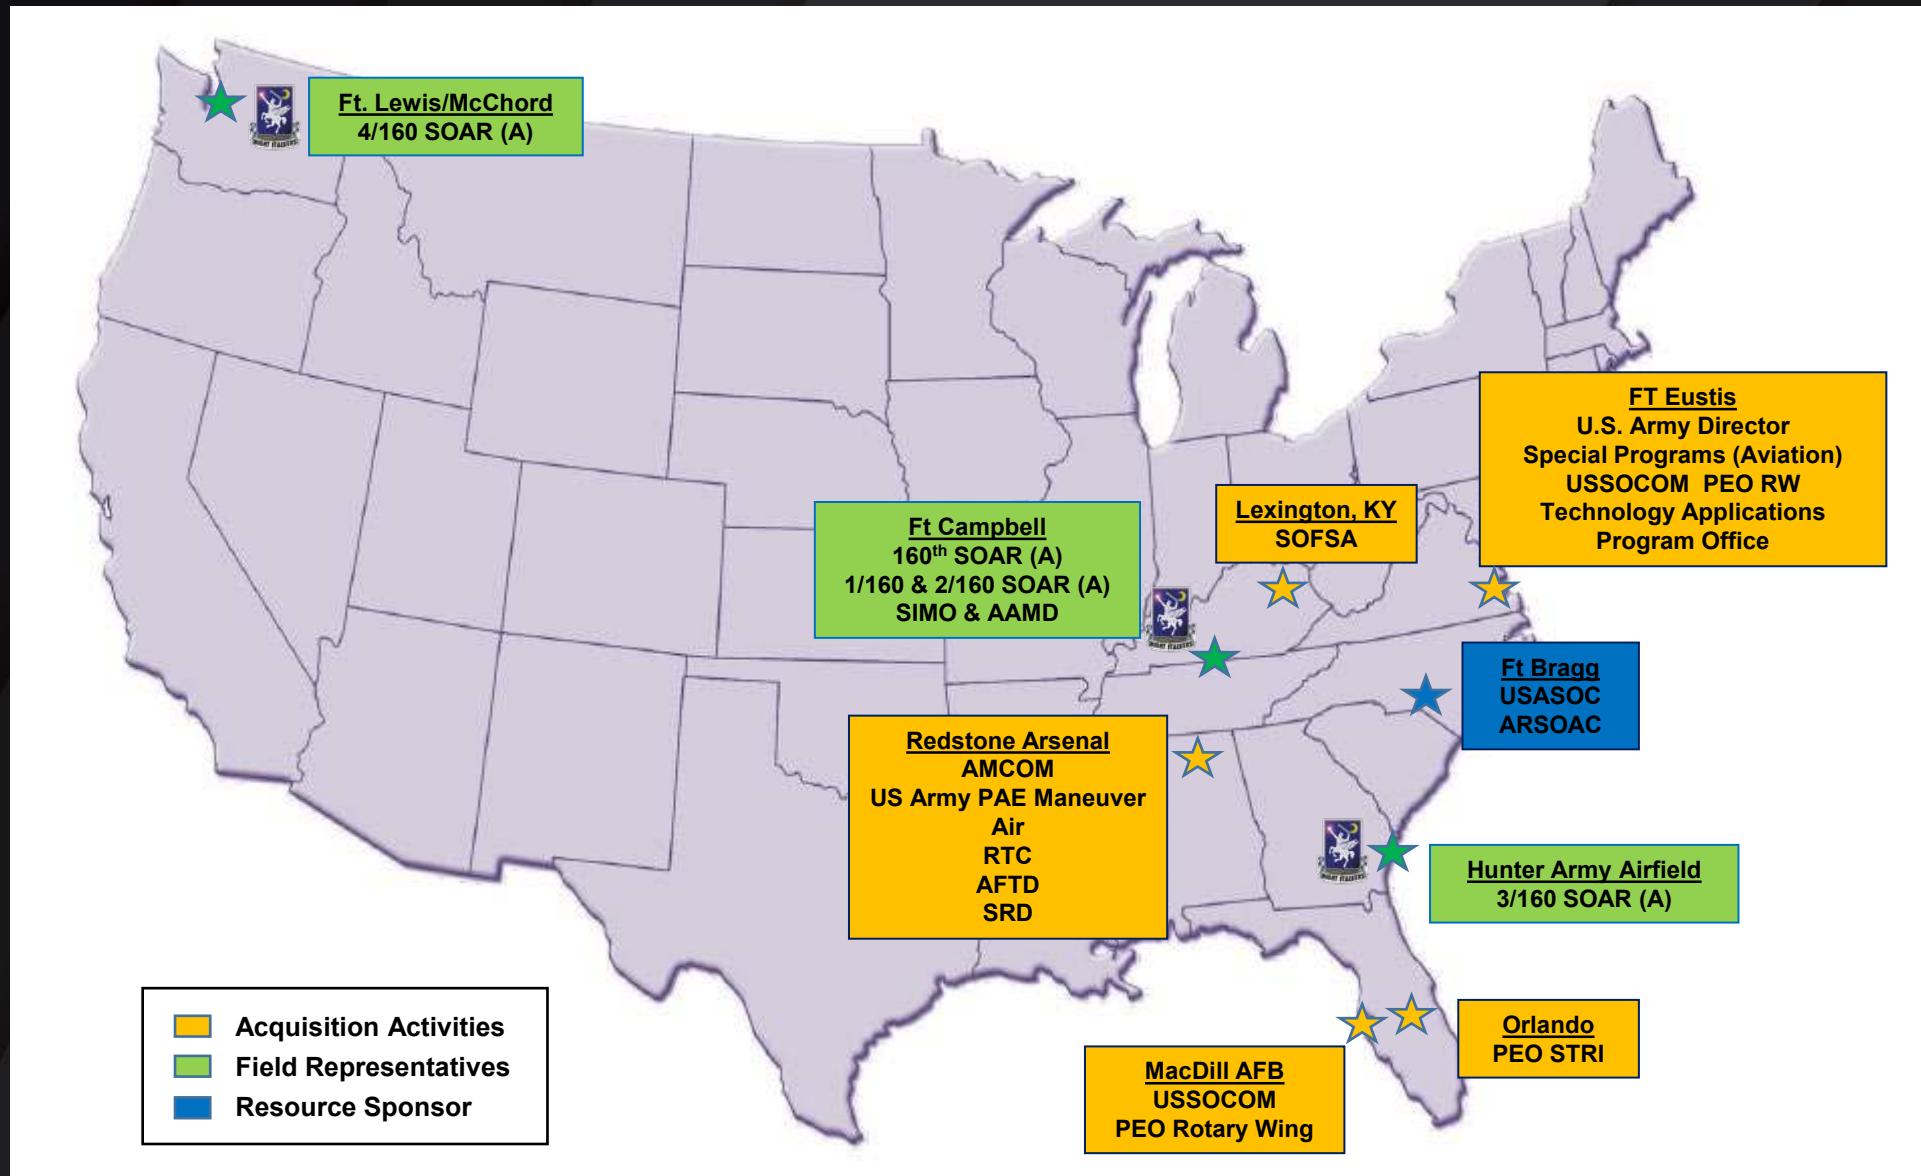 Ft. Lewis/McChord
4/160 SOAR (A)
FT Eustis
U.S. Army Director
Special Programs (Aviation)
USSOCOM  PEO RW
Technology Applications
Program Office
Lexington, KY
SOFSA
Ft Campbell
160th SOAR (A)
1/160 & 2/160 SOAR (A)
SIMO & AAMD
Ft Bragg
USASOC
ARSOAC
Redstone Arsenal
AMCOM
US Army PAE Maneuver
Air
RTC
AFTD
SRD
Hunter Army Airfield
3/160 SOAR (A)
Orlando
PEO STRI
MacDill AFB
USSOCOM
PEO Rotary Wing
Acquisition Activities
Field Representatives
Resource Sponsor